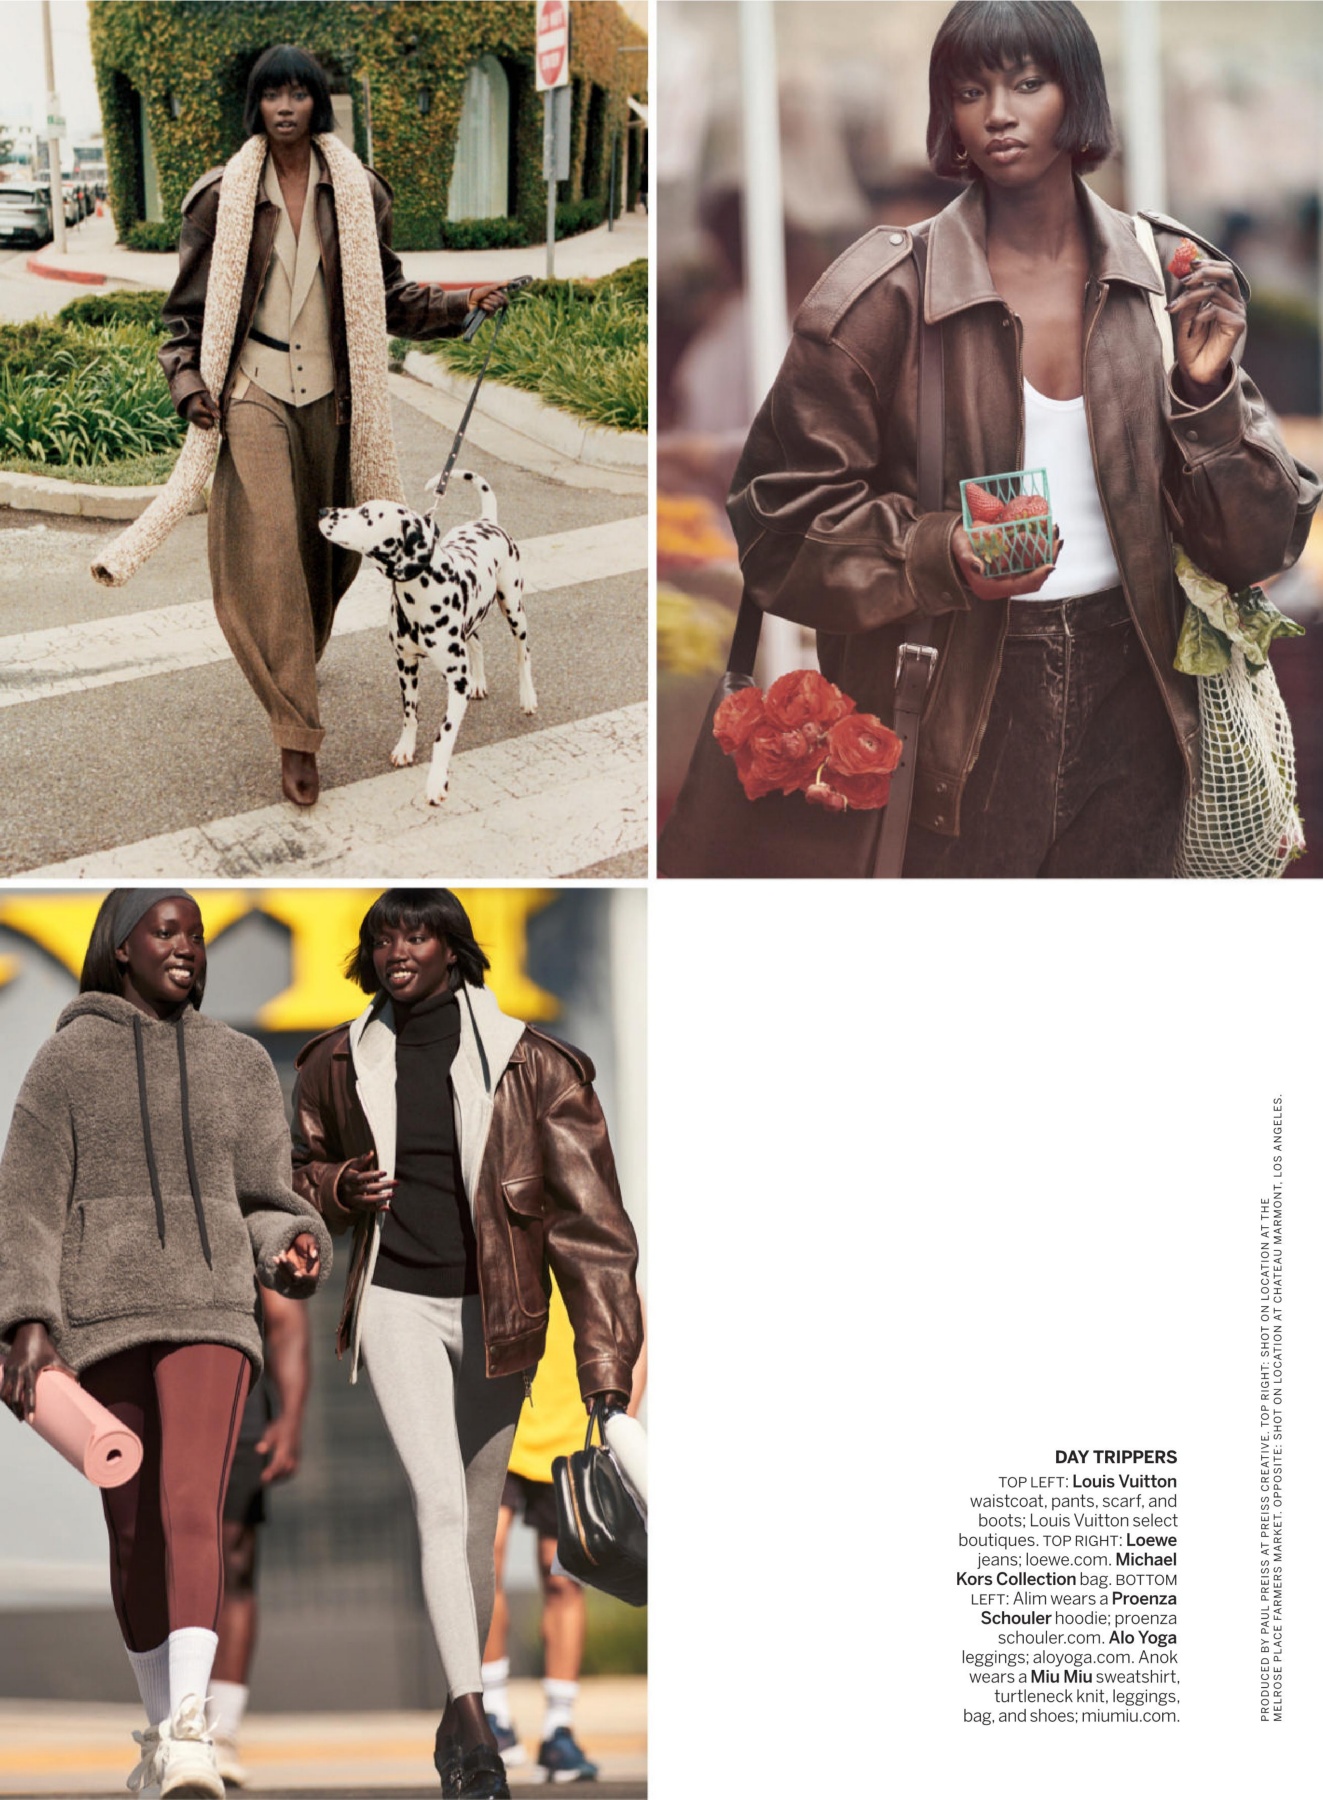 DAY TRIPPERS
TOP LEFT: Louis Vuitton
waistcoat, pants, scarf, and
boots; Louis Vuitton select
boutiques. TOP RIGHT: Loewe
jeans; loewe.com. Michael
Kors Collection bag. BOTTOM
LEFT: Alim wears a Proenza
Schouler hoodie; proenza
schouler.com. Alo Yoga
leggings; aloyoga.com. Anok
wears a Miu Miu sweatshirt,
turtleneck knit, leggings,
bag, and shoes; miumiu.com.
PRODUCED BY PAUL PREISS AT PREISS CREATIVE. TOP RIGHT: SHOT ON LOCATION AT THE
MELROSE PLACE FARMERS MARKET. OPPOSITE: SHOT ON LOCATION AT CHATEAU MARMONT, LOS ANGELES.